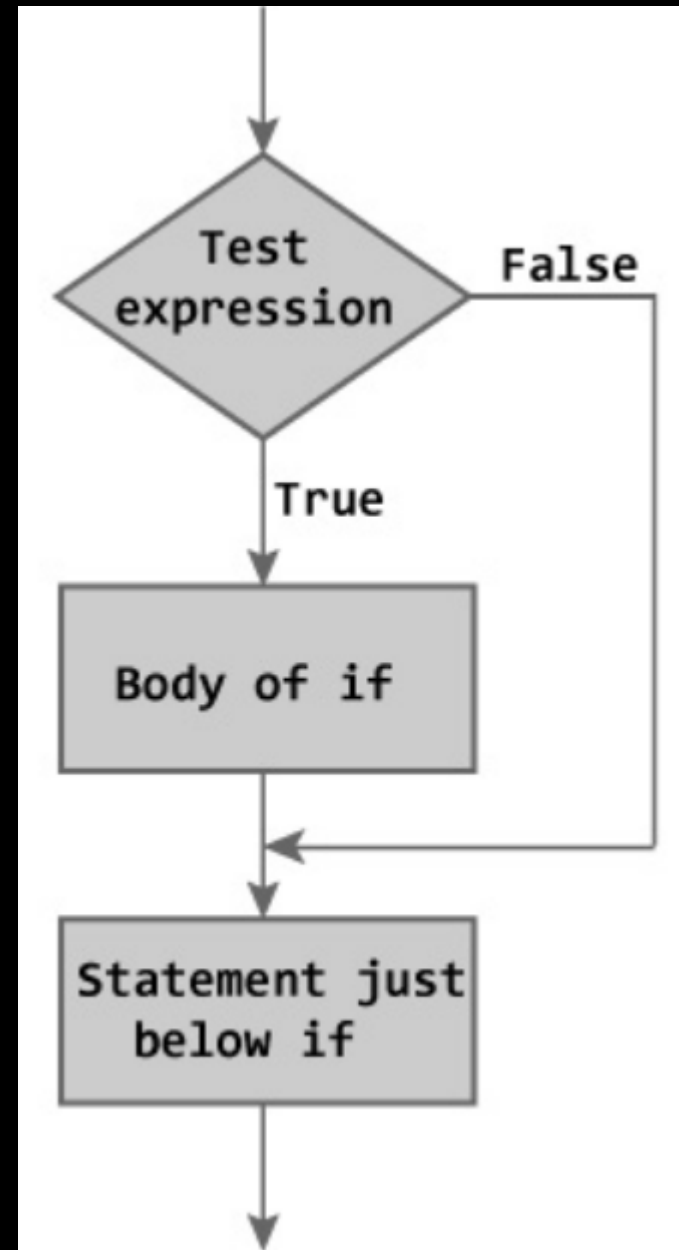 Test
expression
False
True
Body of if
Statement just
below if